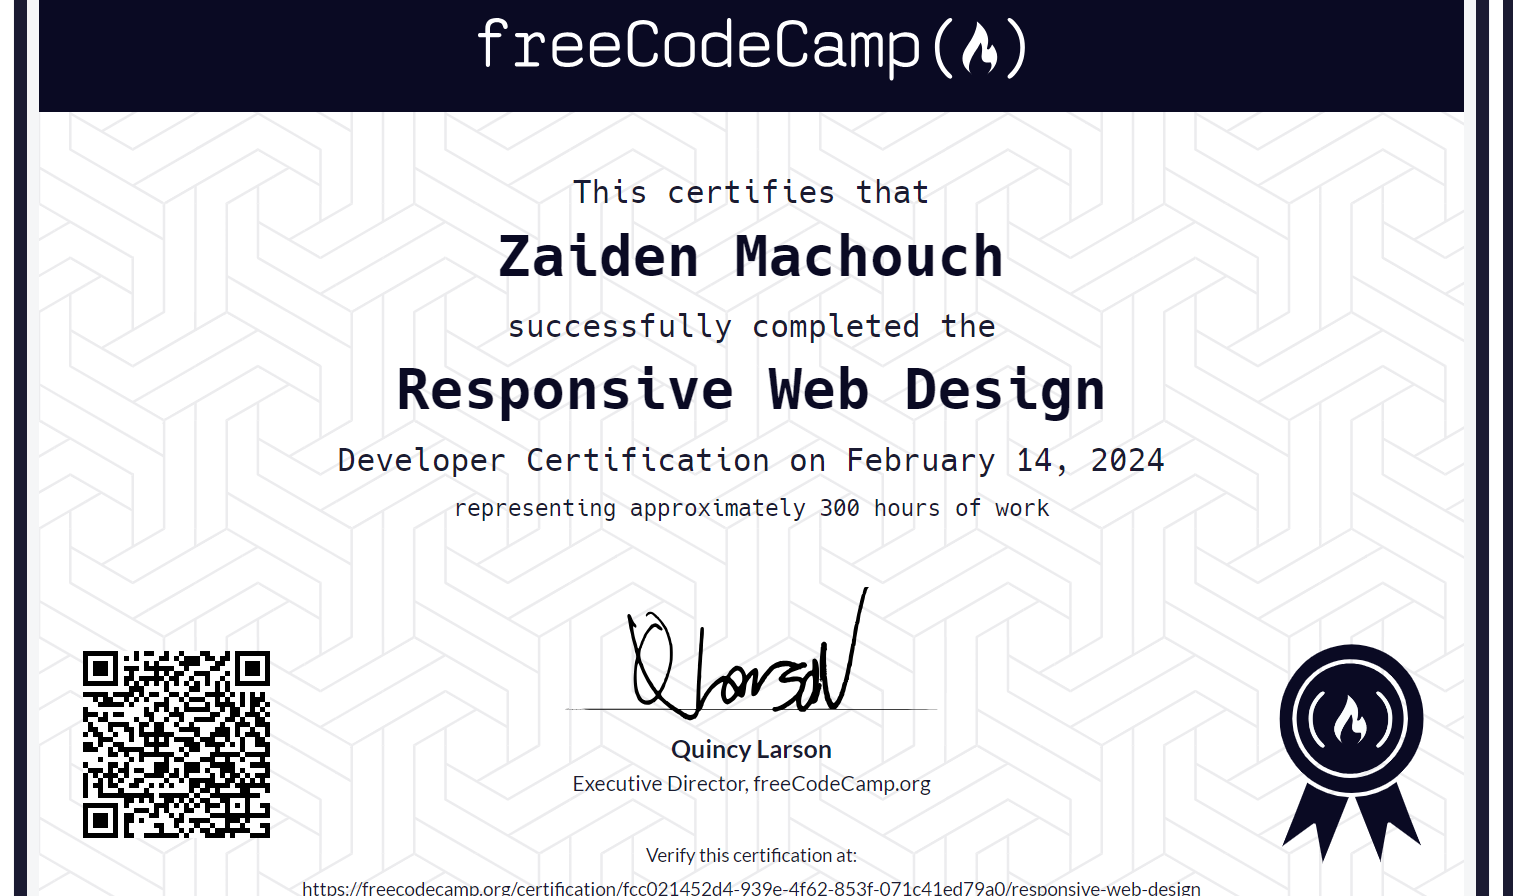 freeCodeCamp
This certifies that
Zaiden Machouch
successfully completed the
Responsive Web Design
Developer Certification on February 14, 2024
representing approximately 300 hours of work
Quincy Larson
Executive Director, freeCodeCamp.org
Verify this certification at:
https://freecodecamp.org/certification/fcc021452d4-939e-4f62-853f-071c41ed79a0/responsive-web-design